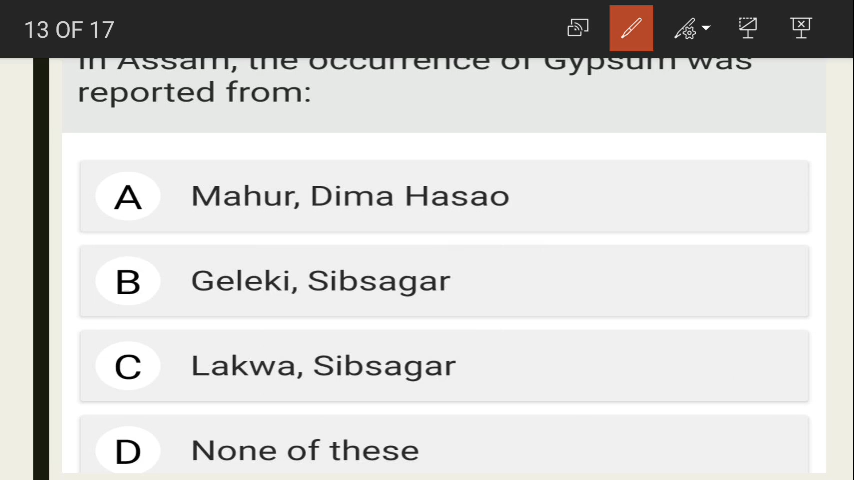 13 OF 17
In Assam, the occurrence of Gypsum was
reported from:
A Mahur, Dima Hasao
B Geleki, Sibsagar
C Lakwa, Sibsagar
D None of these